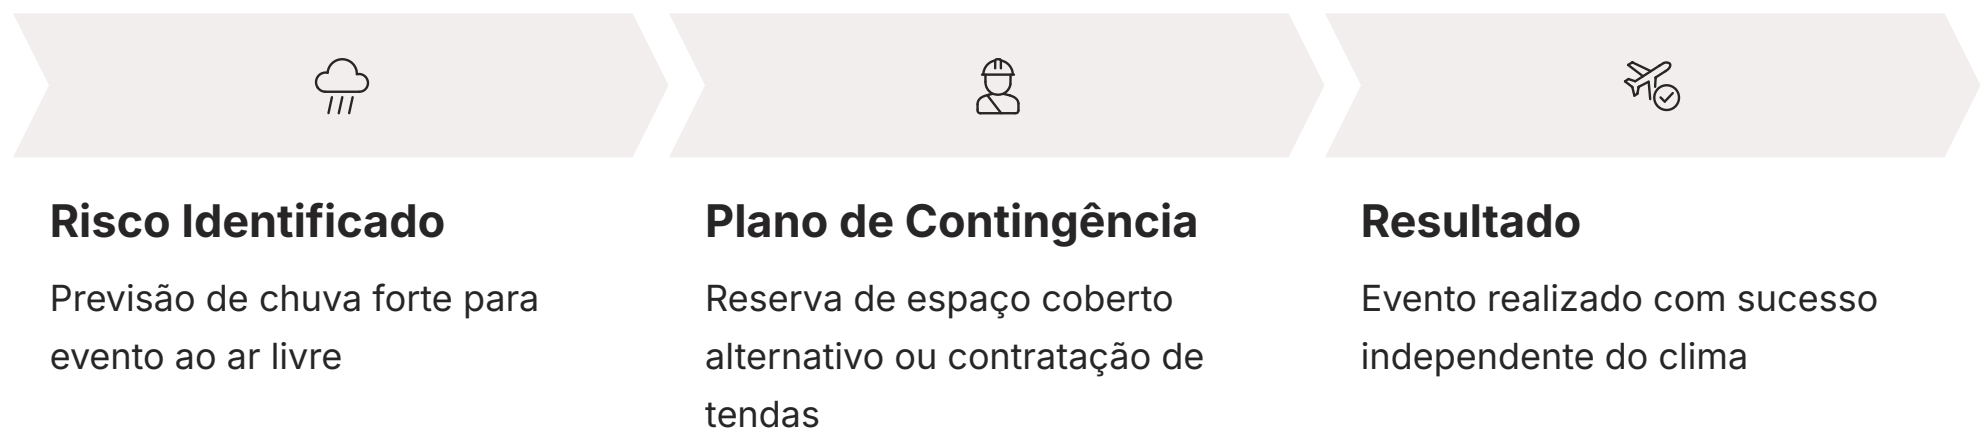 Risco Identificado
Previsão de chuva forte para
evento ao ar livre
Plano de Contingência
Reserva de espaço coberto
alternativo ou contratação de
tendas
Resultado
Evento realizado com sucesso
independente do clima